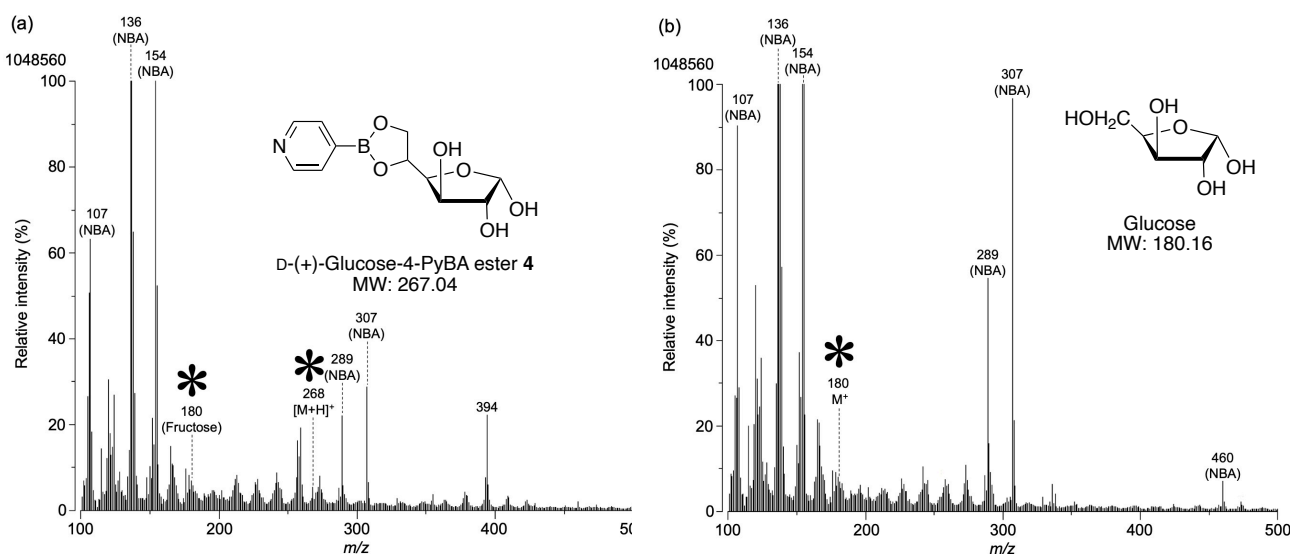 (a)
1048560
Relative intensity (%)
100
80
60
40
20
0
136
(NBA)
154
(NBA)
107
(NBA)
N
B
O
O
O
OH
OH
OH
D-(+)-Glucose-4-PyBA ester 4
MW: 267.04
*
180
(Fructose)
*
268
[M+H]+
289
(NBA)
307
(NBA)
394
100
200
300
400
50
m/z
(b)
1048560
Relative intensity (%)
100
80
60
40
20
0
136
(NBA)
154
(NBA)
107
(NBA)
307
(NBA)
289
(NBA)
HOH2C
OH
O
OH
OH
Glucose
MW: 180.16
*
180
M+
460
(NBA)
100
200
300
400
500
m/z